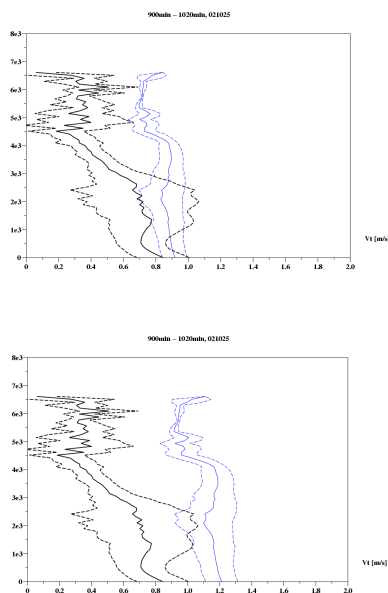 900min – 1020min, 021025
8e3
7e3
6e3
5e3
4e3
3e3
2e3
1e3
0
0 0.2 0.4 0.6 0.8 1.0 1.2 1.4 1.6 1.8 2.0
Vt [m/s
900min – 1020min, 021025
8e3
7e3
6e3
5e3
4e3
3e3
2e3
1e3
0
0 0.2 0.4 0.6 0.8 1.0 1.2 1.4 1.6 1.8 2.0
Vt [m/s]